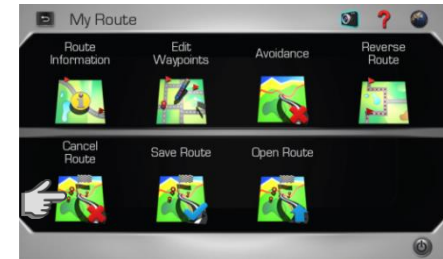 My Route
?
Route
Information
Edit
Waypoints
Avoidance
Reverse
Route
Cancel
Route
Save Route
Open Route